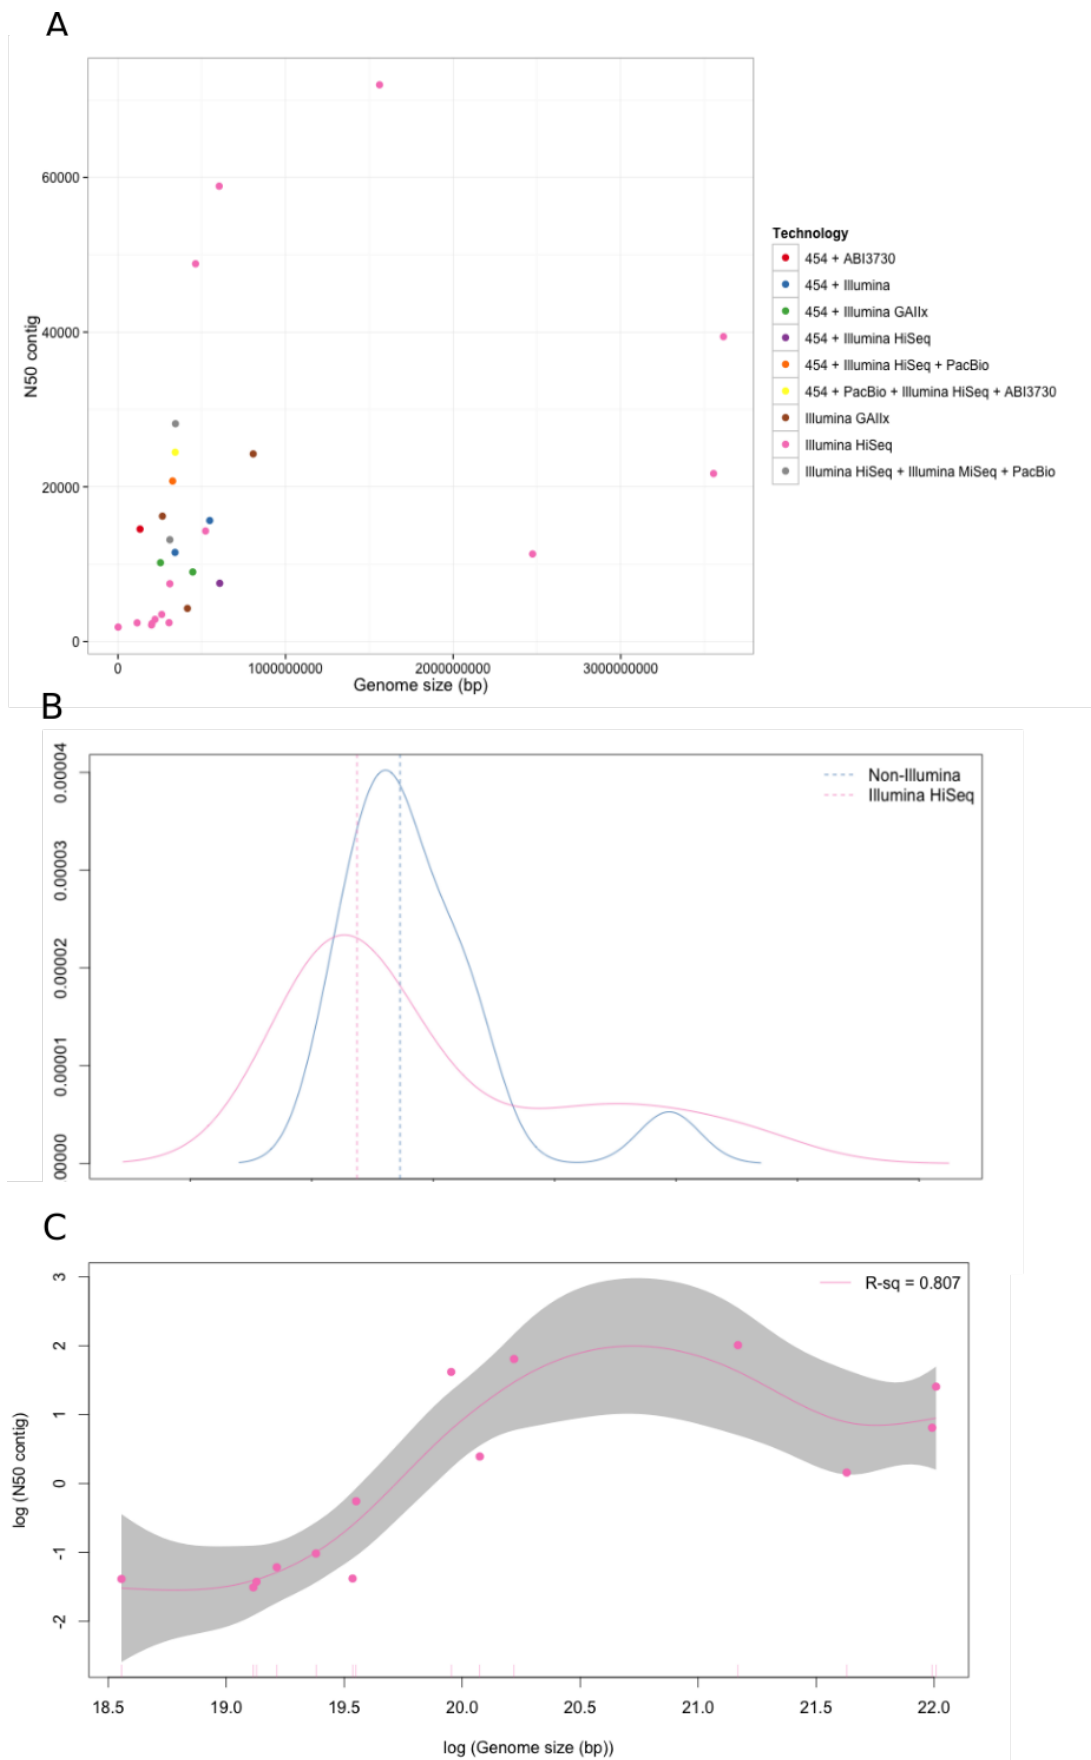 A
60000
40000
20000
0
N50 contig
0
1000000000
2000000000
3000000000
Genome size (bp)
Technology
454 + ABI3730
454 + Illumina
454 + Illumina GAIIx
454 + Illumina HiSeq
454 + Illumina HiSeq + PacBio
454 + PacBio + Illumina HiSeq + ABI3730
Illumina GAIIx
Illumina HiSeq
Illumina HiSeq + Illumina MiSeq + PacBio
B
0.00004
0.00003
0.00002
0.00001
00000
Non-Illumina
Illumina HiSeq
C
3
2
1
0
-1
-2
log (N50 contig)
R-sq = 0.807
18.5
19.0
19.5
20.0
20.5
21.0
21.5
22.0
log (Genome size (bp))